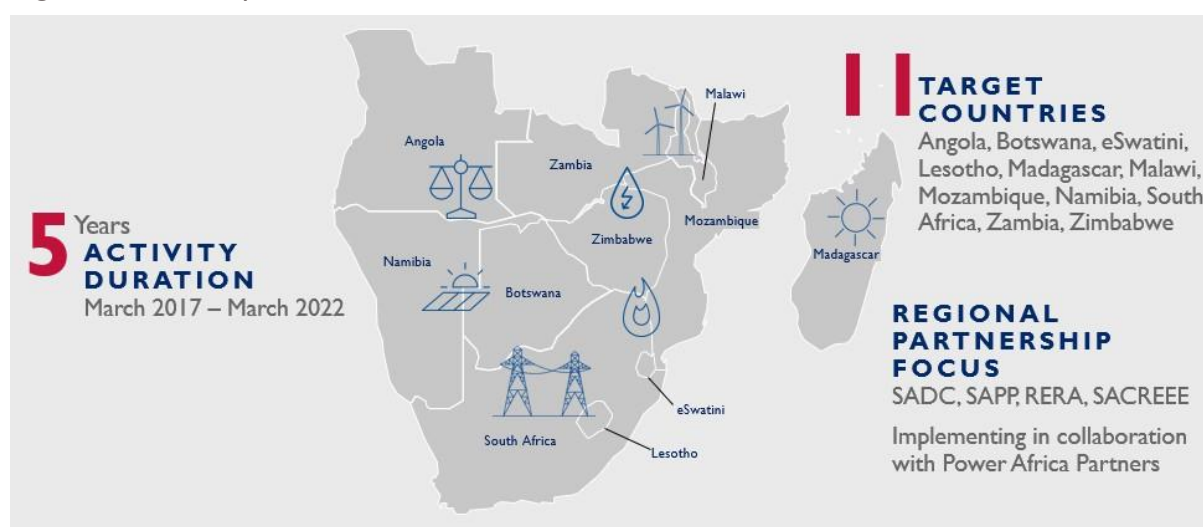 5 Years
ACTIVITY
DURATION
March 2017 – March 2022
Angola
Zambia
Malawi
Mozambique
Zimbabwe
Namibia
Botswana
Madagascar
eSwatini
South Africa
Lesotho
11 TARGET
COUNTRIES
Angola, Botswana, eSwatini,
Lesotho, Madagascar, Malawi,
Mozambique, Namibia, South
Africa, Zambia, Zimbabwe
REGIONAL
PARTNERSHIP
FOCUS
SADC, SAPP, RERA, SACREEE
Implementing in collaboration
with Power Africa Partners